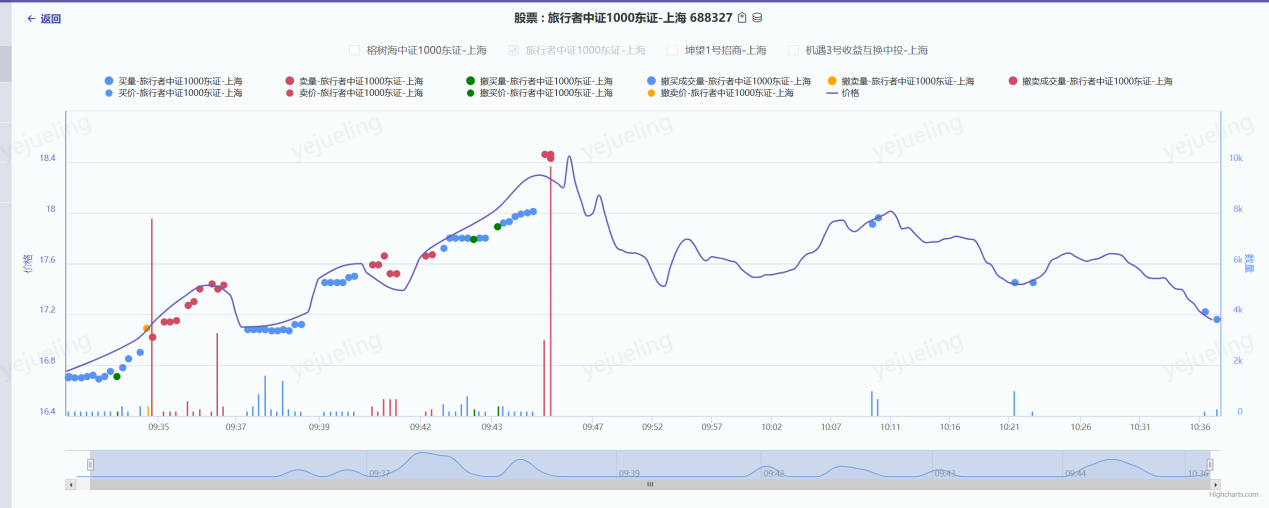 ← 返回
股票 : 旅行者中证1000东证-上海 688327
榕树海中证1000东证-上海 旅行者中证1000东证-上海 坤望1号招商-上海 机遇3号收益互换中投-上海
买量-旅行者中证1000东证-上海 卖量-旅行者中证1000东证-上海 撤买量-旅行者中证1000东证-上海 撤买成交量-旅行者中证1000东证-上海 撤卖量-旅行者中证1000东证-上海 撤卖成交量-旅行者中证1000东证-上海
买价-旅行者中证1000东证-上海 卖价-旅行者中证1000东证-上海 撤买价-旅行者中证1000东证-上海 撤卖价-旅行者中证1000东证-上海 价格
yejueling yejueling yejueling yejueling yejueling
18.4 10k
18 8k
价格 17.6 6k 数量
17.2 4k
yejueling yejueling yejueling yejueling yejueling
16.8 2k
16.4 0
09:35 09:37 09:39 09:42 09:43 09:47 09:52 09:57 10:02 10:07 10:11 10:16 10:21 10:26 10:31 10:36
09:37 09:39 09:42 09:43 09:44 10:36
Highcharts.com